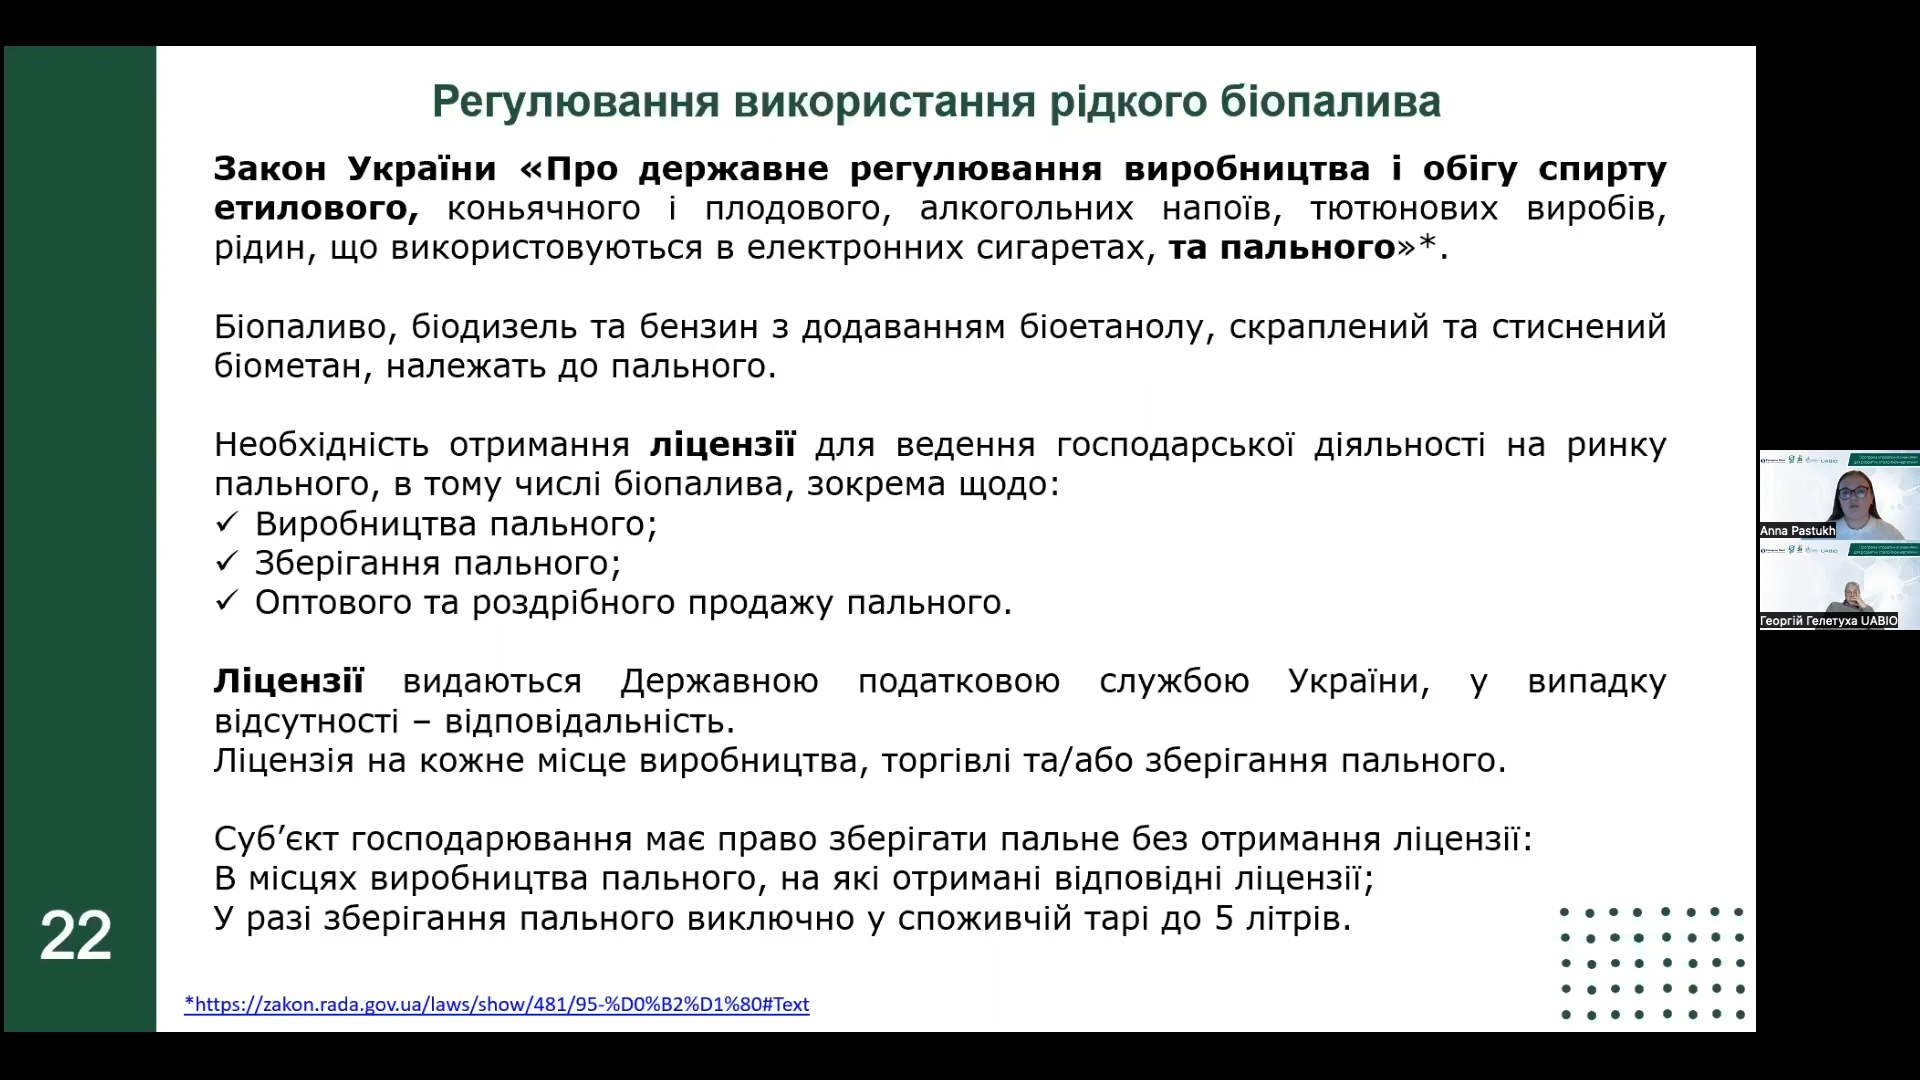 Регулювання використання рідкого біопалива
Закон України «Про державне регулювання виробництва і обігу спирту
етилового, коньячного і плодового, алкогольних напоїв, тютюнових виробів,
рідин, що використовуються в електронних сигаретах, та пального»*.
Біопаливо, біодизель та бензин з додаванням біоетанолу, скраплений та стиснений
біометан, належать до пального.
Необхідність отримання ліцензії для ведення господарської діяльності на ринку
пального, в тому числі біопалива, зокрема щодо:
✓ Виробництва пального;
✓ Зберігання пального;
✓ Оптового та роздрібного продажу пального.
Ліцензії видаються Державною податковою службою України, у випадку
відсутності – відповідальність.
Ліцензія на кожне місце виробництва, торгівлі та/або зберігання пального.
Суб’єкт господарювання має право зберігати пальне без отримання ліцензії:
В місцях виробництва пального, на які отримані відповідні ліцензії;
У разі зберігання пального виключно у споживчій тарі до 5 літрів.
22
*https://zakon.rada.gov.ua/laws/show/481/95-%D0%B2%D1%80#Text
UABIO
Anna Pastukh
UABIO
Георгій Гелетуха UABIO